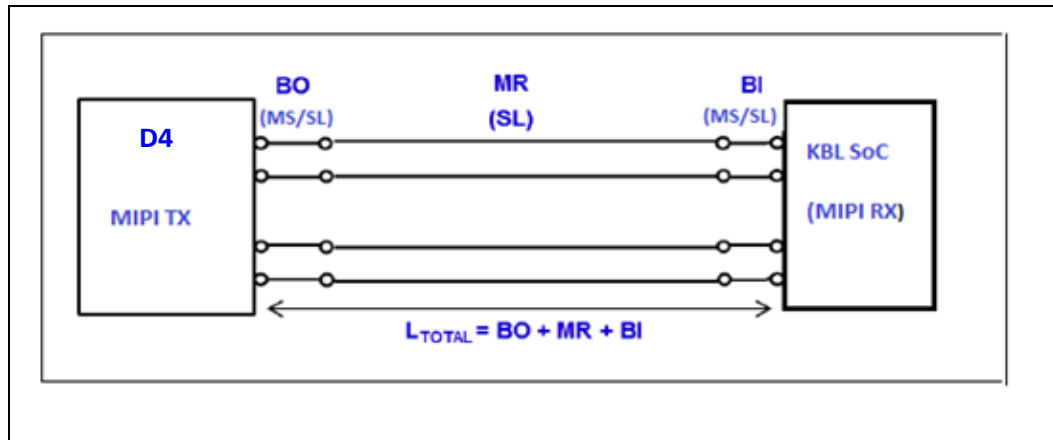 BO MR BI
(MS/SL) (SL) (MS/SL)
D4
MIPI TX
KBL SoC
(MIPI RX)
LTOTAL = BO + MR + BI